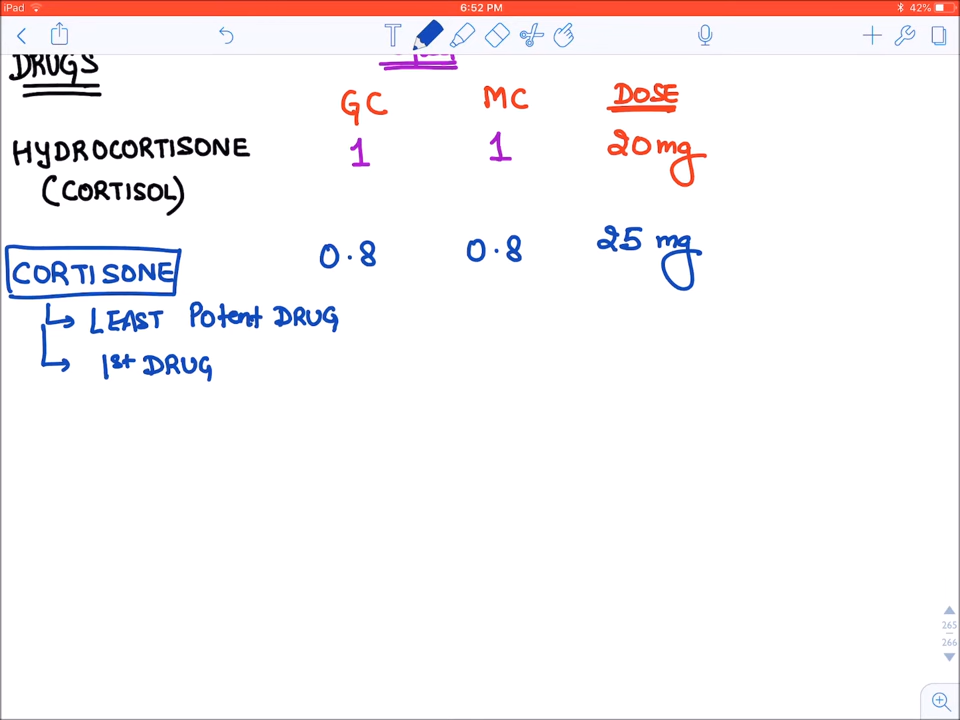 iPad 6:52 PM 42%
DRUGS
GC MC DOSE
HYDROCORTISONE 1 1 20mg
(CORTISOL)
CORTISONE 0.8 0.8 25 mg
LEAST Potent DRUG
1st DRUG
265
266